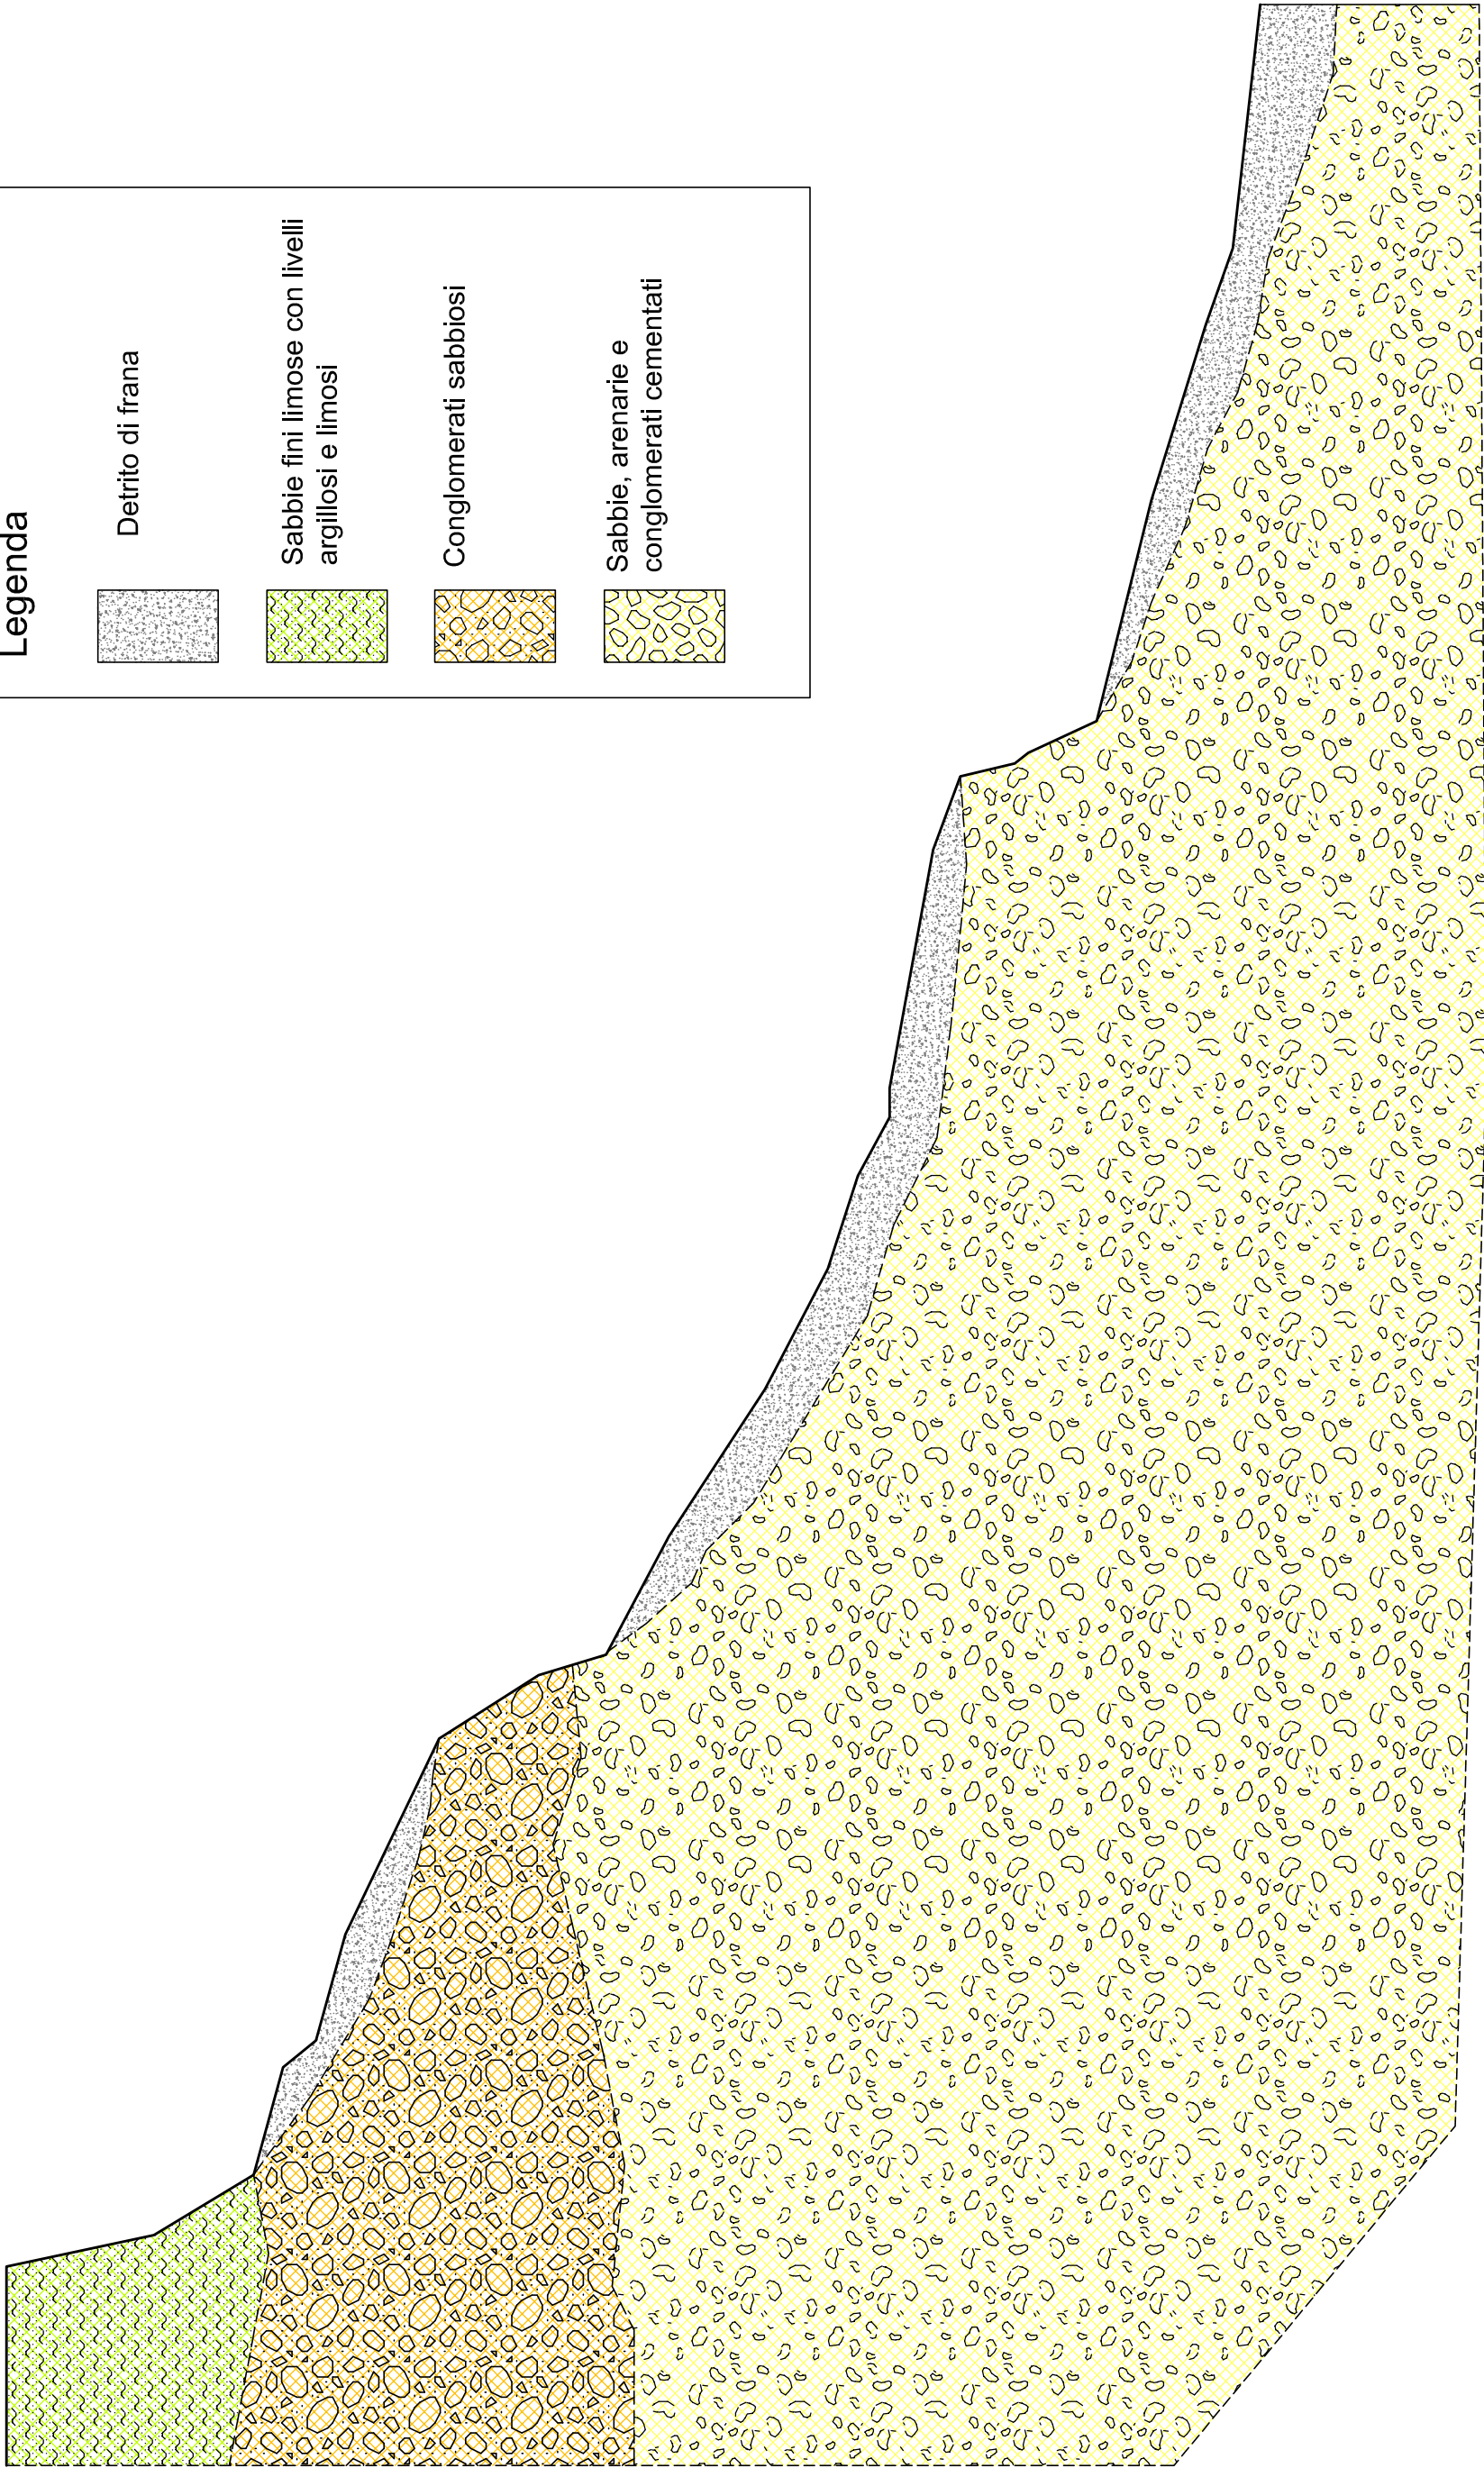 Legenda
Detrito di frana
Sabbie fini limose con livelli
argillosi e limosi
Conglomerati sabbiosi
Sabbie, arenarie e
conglomerati cementati